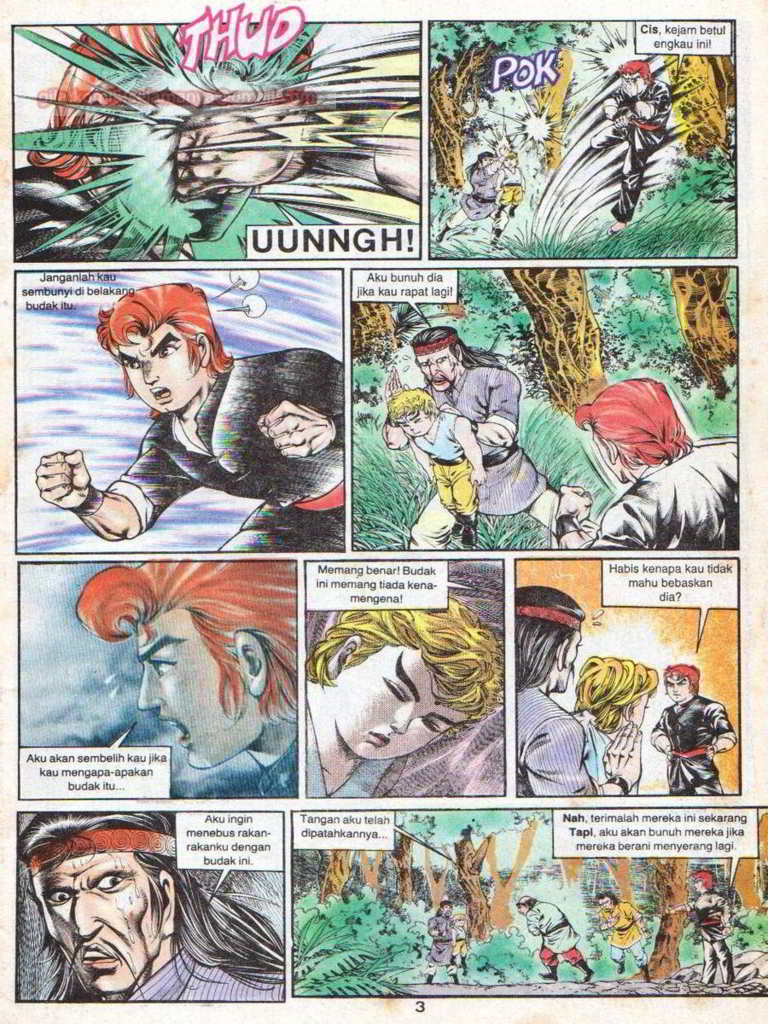 THUD
UUNNGH!
POK
Cis, kejam betul
engkau ini!
Janganlah kau
sembunyi di belakang
budak itu.
Aku bunuh dia
jika kau rapat lagi!
Aku akan sembelih kau jika
kau mengapa-apakan
budak itu...
Memang benar! Budak
ini memang tiada kena-
mengena!
Habis kenapa kau tidak
mahu bebaskan
dia?
Aku ingin
menebus rakan-
rakanku dengan
budak ini.
Tangan aku telah
dipatahkannya...
Nah, terimalah mereka ini sekarang
Tapi, aku akan bunuh mereka jika
mereka berani menyerang lagi.
3